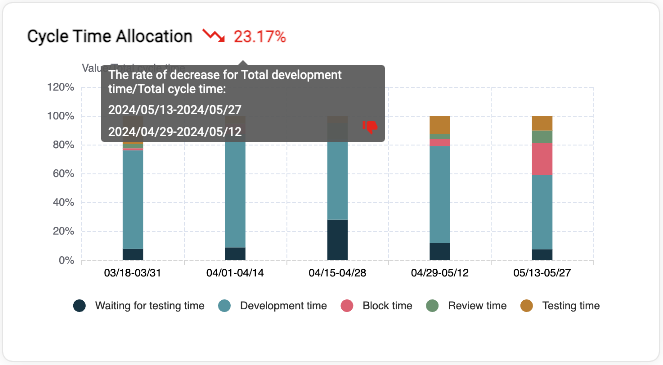 Cycle Time Allocation 23.17%
Value
The rate of decrease for Total development
time/Total cycle time:
2024/05/13-2024/05/27
2024/04/29-2024/05/12
120%
100%
80%
60%
40%
20%
0%
03/18-03/31 04/01-04/14 04/15-04/28 04/29-05/12 05/13-05/27
Waiting for testing time Development time Block time Review time Testing time